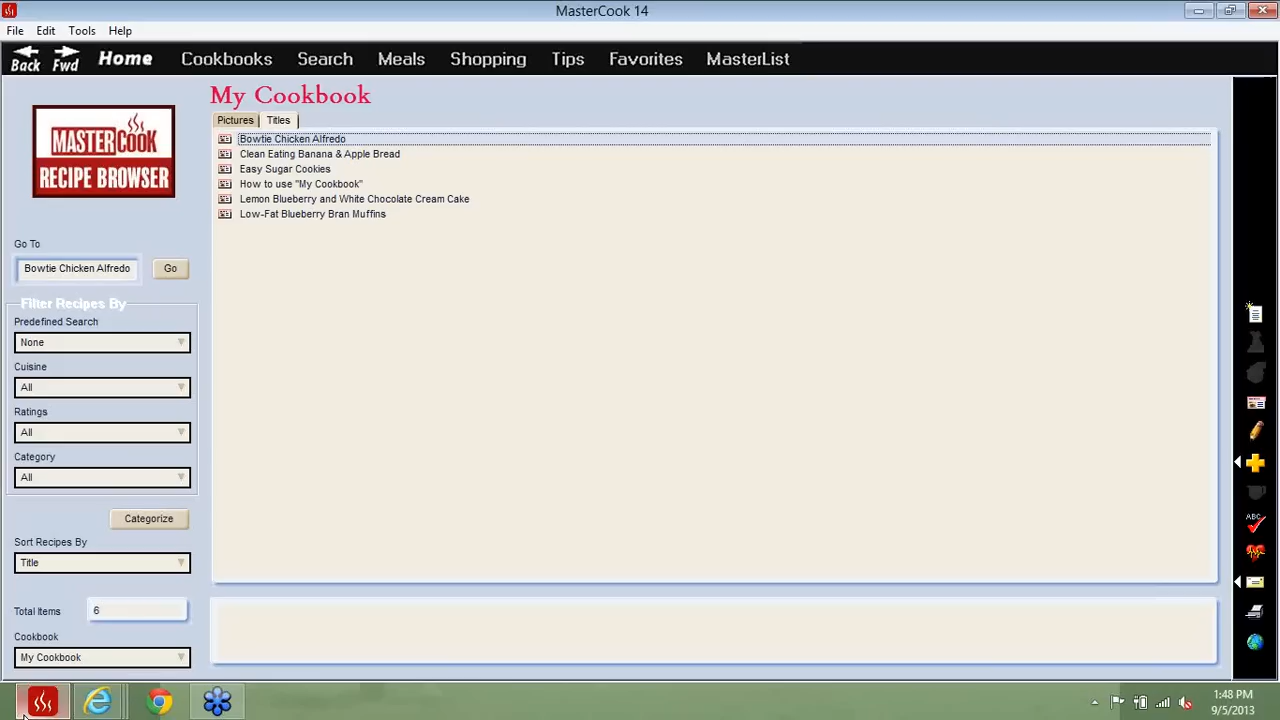 MasterCook 14
File Edit Tools Help
Back Fwd Home Cookbooks Search Meals Shopping Tips Favorites MasterList
My Cookbook
Pictures Titles
MASTERCOOK
RECIPE BROWSER
Bowtie Chicken Alfredo
Clean Eating Banana & Apple Bread
Easy Sugar Cookies
How to use "My Cookbook"
Lemon Blueberry and White Chocolate Cream Cake
Low-Fat Blueberry Bran Muffins
Go To
Bowtie Chicken Alfredo Go
Filter Recipes By
Predefined Search
None
Cuisine
All
Ratings
All
Category
All
Categorize
Sort Recipes By
Title
Total Items 6
Cookbook
My Cookbook
ABC
1:48 PM
9/5/2013